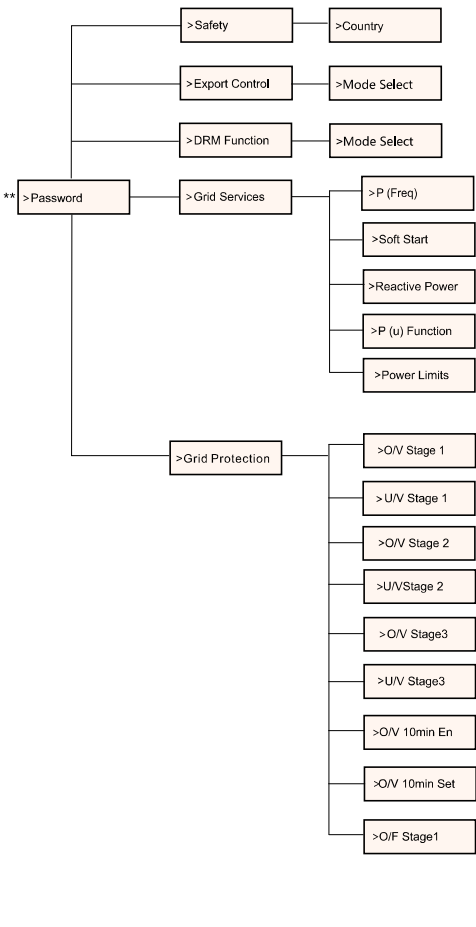 >Safety
>Country
>Export Control
>Mode Select
>DRM Function
>Mode Select
** >Password
>Grid Services
>P (Freq)
>Soft Start
>Reactive Power
>P (u) Function
>Power Limits
>Grid Protection
>O/V Stage 1
>U/V Stage 1
>O/V Stage 2
>U/VStage 2
>O/V Stage3
>U/V Stage3
>O/V 10min En
>O/V 10min Set
>O/F Stage1